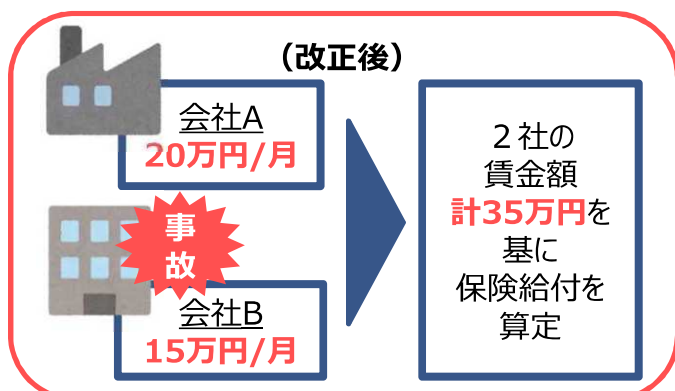 （改正後）
会社A
20万円/月
事
故
会社B
15万円/月
２社の
賃金額
計35万円を
基に
保険給付を
算定